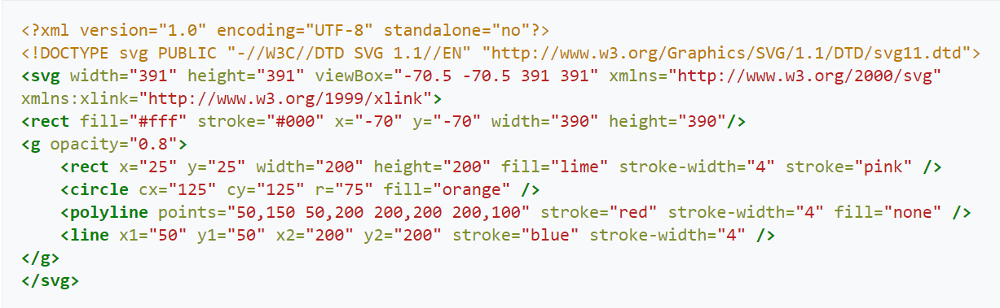 <?xml version="1.0" encoding="UTF-8" standalone="no"?>
<!DOCTYPE svg PUBLIC "-//W3C//DTD SVG 1.1//EN" "http://www.w3.org/Graphics/SVG/1.1/DTD/svg11.dtd">
<svg width="391" height="391" viewBox="-70.5 -70.5 391 391" xmlns="http://www.w3.org/2000/svg"
xmlns:xlink="http://www.w3.org/1999/xlink">
<rect fill="#fff" stroke="#000" x="-70" y="-70" width="390" height="390"/>
<g opacity="0.8">
    <rect x="25" y="25" width="200" height="200" fill="lime" stroke-width="4" stroke="pink" />
    <circle cx="125" cy="125" r="75" fill="orange" />
    <polyline points="50,150 50,200 200,200 200,100" stroke="red" stroke-width="4" fill="none" />
    <line x1="50" y1="50" x2="200" y2="200" stroke="blue" stroke-width="4" />
</g>
</svg>